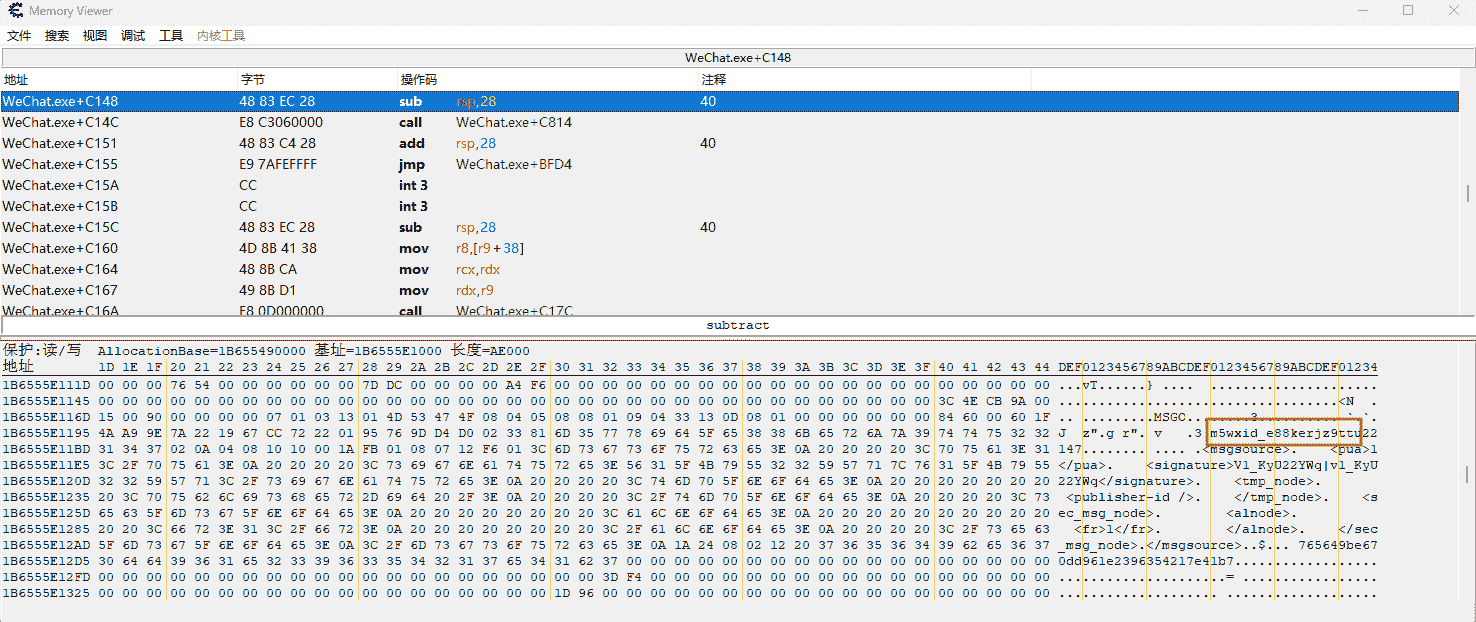 Memory Viewer
文件 搜索 视图 调试 工具 内核工具
WeChat.exe+C148
地址 字节 操作码 注释
WeChat.exe+C148 48 83 EC 28 sub rsp,28 40
WeChat.exe+C14C E8 C3060000 call WeChat.exe+C814
WeChat.exe+C151 48 83 C4 28 add rsp,28 40
WeChat.exe+C155 E9 7AFEFFFF jmp WeChat.exe+BFD4
WeChat.exe+C15A CC int 3
WeChat.exe+C15B CC int 3
WeChat.exe+C15C 48 83 EC 28 sub rsp,28 40
WeChat.exe+C160 4D 8B 41 38 mov r8,[r9+38]
WeChat.exe+C164 48 8B CA mov rcx,rdx
WeChat.exe+C167 49 8B D1 mov rdx,r9
WeChat.exe+C16A E8 0D000000 call WeChat.exe+C17C
subtract
保护:读/写 AllocationBase=1B655490000 基址=1B6555E1000 长度=AE000
地址 1D 1E 1F 20 21 22 23 24 25 26 27 28 29 2A 2B 2C 2D 2E 2F 30 31 32 33 34 35 36 37 38 39 3A 3B 3C 3D 3E 3F 40 41 42 43 44 DEF0123456789ABCDEF0123456789ABCDEF01234
1B6555E111D 00 00 00 76 54 00 00 00 00 00 00 7D DC 00 00 00 00 A4 F6 00 00 00 00 00 00 00 00 00 00 00 00 00 00 00 00 00 00 00 00 00 ...vT......} .... .....................
1B6555E1145 00 00 00 00 00 00 00 00 00 00 00 00 00 00 00 00 00 00 00 00 00 00 00 00 00 00 00 00 00 00 00 00 00 00 00 3C 4E CB 9A 00 ...................................<N .
1B6555E116D 15 00 90 00 00 00 00 07 01 03 13 01 4D 53 47 4F 08 04 05 08 08 01 09 04 33 13 0D 08 01 00 00 00 00 00 00 84 60 00 60 1F .. .........MSGO........3.......... `.`.
1B6555E1195 4A A9 9E 7A 22 19 67 CC 72 22 01 95 76 9D D4 D0 02 33 81 6D 35 77 78 69 64 5F 65 38 38 6B 65 72 6A 7A 39 74 74 75 32 32 J z".g r". v .3 m5wxid_e88kerjz9ttu22
1B6555E11BD 31 34 37 02 0A 04 08 10 10 00 1A FB 01 08 07 12 F6 01 3C 6D 73 67 73 6F 75 72 63 65 3E 0A 20 20 20 20 3C 70 75 61 3E 31 147........ .... .<msgsource>. <pua>1
1B6555E11E5 3C 2F 70 75 61 3E 0A 20 20 20 20 3C 73 69 67 6E 61 74 75 72 65 3E 56 31 5F 4B 79 55 32 32 59 57 71 7C 76 31 5F 4B 79 55 </pua>. <signature>V1_KyU22YWq|v1_KyU
1B6555E120D 32 32 59 57 71 3C 2F 73 69 67 6E 61 74 75 72 65 3E 0A 20 20 20 20 3C 74 6D 70 5F 6E 6F 64 65 3E 0A 20 20 20 20 20 20 20 22YWq</signature>. <tmp_node>.
1B6555E1235 20 3C 70 75 62 6C 69 73 68 65 72 2D 69 64 20 2F 3E 0A 20 20 20 20 3C 2F 74 6D 70 5F 6E 6F 64 65 3E 0A 20 20 20 20 3C 73 <publisher-id />. </tmp_node>. <s
1B6555E125D 65 63 5F 6D 73 67 5F 6E 6F 64 65 3E 0A 20 20 20 20 20 20 20 20 3C 61 6C 6E 6F 64 65 3E 0A 20 20 20 20 20 20 20 20 20 20 ec_msg_node>. <alnode>.
1B6555E1285 20 20 3C 66 72 3E 31 3C 2F 66 72 3E 0A 20 20 20 20 20 20 20 20 3C 2F 61 6C 6E 6F 64 65 3E 0A 20 20 20 20 3C 2F 73 65 63 <fr>1</fr>. </alnode>. </sec
1B6555E12AD 5F 6D 73 67 5F 6E 6F 64 65 3E 0A 3C 2F 6D 73 67 73 6F 75 72 63 65 3E 0A 1A 24 08 02 12 20 37 36 35 36 34 39 62 65 36 37 _msg_node>.</msgsource>..$... 765649be67
1B6555E12D5 30 64 64 39 36 31 65 32 33 39 36 33 35 34 32 31 37 65 34 31 62 37 00 00 00 00 00 00 00 00 00 00 00 00 00 00 00 00 00 00 0dd961e2396354217e41b7..................
1B6555E12FD 00 00 00 00 00 00 00 00 00 00 00 00 00 00 00 00 00 00 00 00 00 3D F4 00 00 00 00 00 00 00 00 00 00 00 00 00 00 00 00 00 .....................= .................
1B6555E1325 00 00 00 00 00 00 00 00 00 00 00 00 00 00 00 00 00 00 00 1D 96 00 00 00 00 00 00 00 00 00 00 00 00 00 00 00 00 00 00 00 .................... ...................